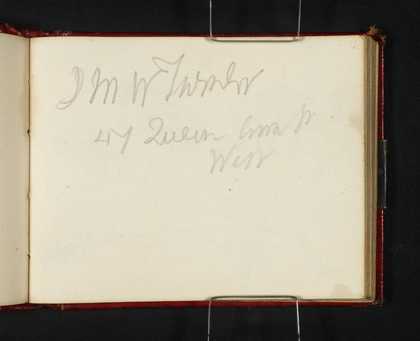 J M W Turner
47 Queen Ann St
West